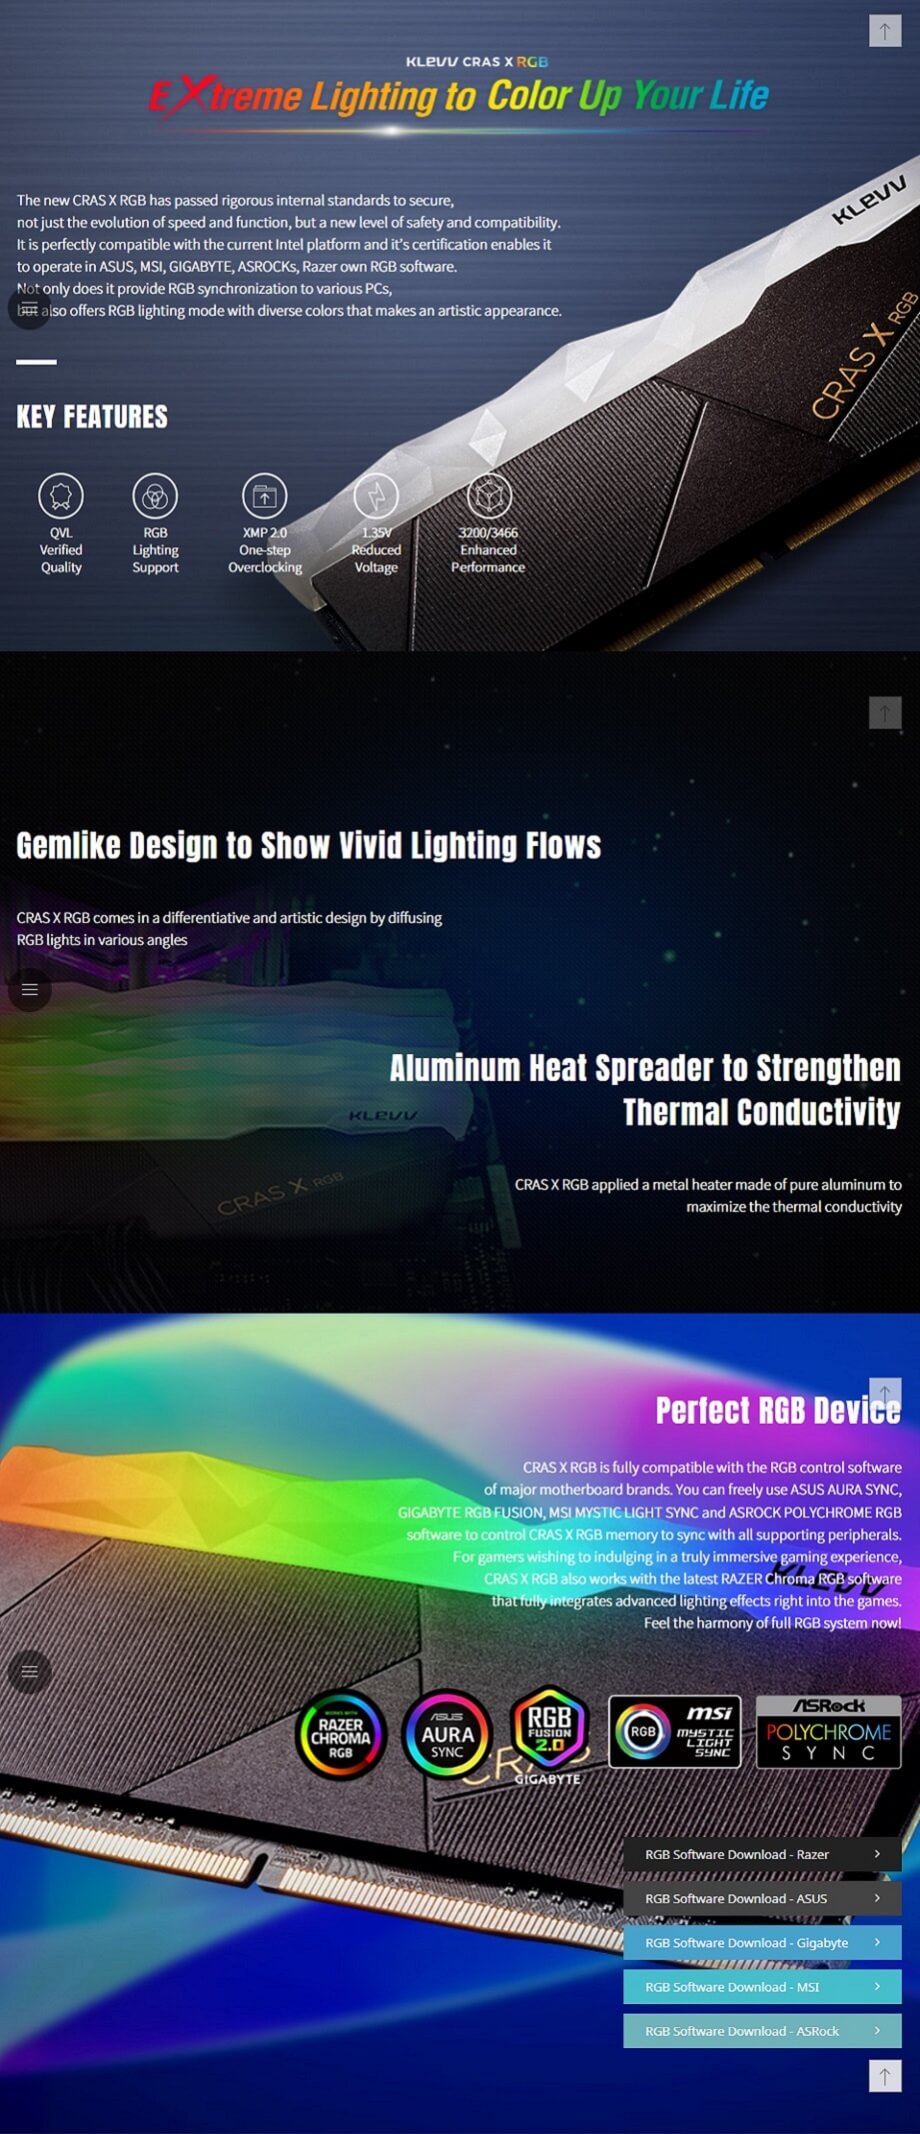 KLEVV CRAS X RGB
EXtreme Lighting to Color Up Your Life
KLEVV
CRAS X RGB
The new CRAS X RGB has passed rigorous internal standards to secure,
not just the evolution of speed and function, but a new level of safety and compatibility.
It is perfectly compatible with the current Intel platform and it's certification enables it
to operate in ASUS, MSI, GIGABYTE, ASROCKs, Razer own RGB software.
Not only does it provide RGB synchronization to various PCs,
but also offers RGB lighting mode with diverse colors that makes an artistic appearance.
KEY FEATURES
QVL
Verified
Quality
RGB
Lighting
Support
XMP 2.0
One-step
Overclocking
1.35V
Reduced
Voltage
3200/3466
Enhanced
Performance
Gemlike Design to Show Vivid Lighting Flows
CRAS X RGB comes in a differentiative and artistic design by diffusing
RGB lights in various angles
Aluminum Heat Spreader to Strengthen
Thermal Conductivity
KLEVV
CRAS X RGB
CRAS X RGB applied a metal heater made of pure aluminum to
maximize the thermal conductivity
Perfect RGB Device
CRAS X RGB is fully compatible with the RGB control software
of major motherboard brands. You can freely use ASUS AURA SYNC,
GIGABYTE RGB FUSION, MSI MYSTIC LIGHT SYNC and ASROCK POLYCHROME RGB
software to control CRAS X RGB memory to sync with all supporting peripherals.
For gamers wishing to indulging in a truly immersive gaming experience,
CRAS X RGB also works with the latest RAZER Chroma RGB software
that fully integrates advanced lighting effects right into the games.
Feel the harmony of full RGB system now!
KLEVV
WORKS WITH
RAZER
CHROMA
RGB
ASUS
AURA
SYNC
RGB
FUSION
2.0
GIGABYTE
RGB
msi
MYSTIC
LIGHT
SYNC
ASRock
POLYCHROME
SYNC
CRAS
RGB Software Download - Razer
RGB Software Download - ASUS
RGB Software Download - Gigabyte
RGB Software Download - MSI
RGB Software Download - ASRock